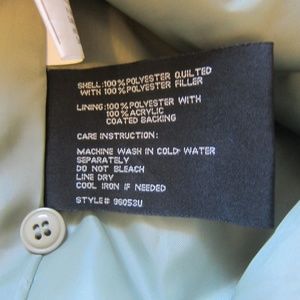 SHELL: 100% POLYESTER QUILTED
WITH 100% POLYESTER FILLER
LINING: 100% POLYESTER WITH
100% ACRYLIC
COATED BACKING
CARE INSTRUCTION:
MACHINE WASH IN COLD WATER
SEPARATELY
DO NOT BLEACH
LINE DRY
COOL IRON IF NEEDED
STYLE# 96053U